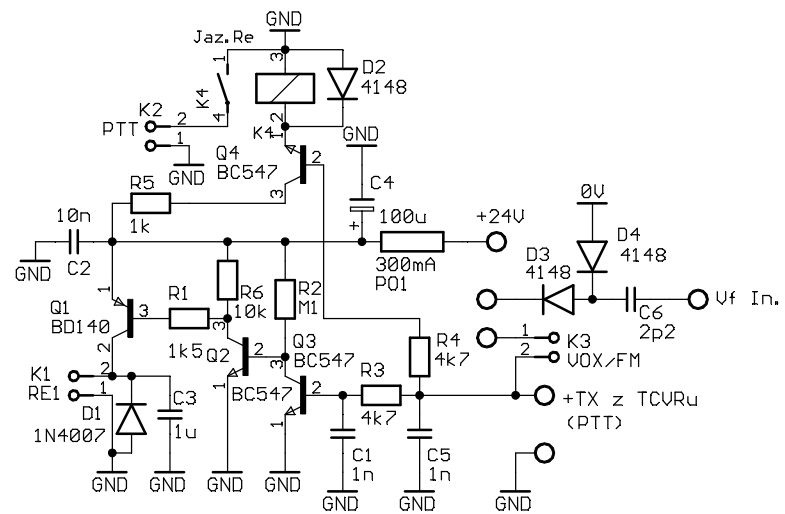 GND
Jaz.Re
1
3
D2
4148
K4
K2
2
4
2
K4
1
GND
PTT
1
Q4
BC547
2
GND
C4
R5
3
1k
10n
+
100u
+24V
0V
GND
C2
300mA
PO1
D3
4148
D4
4148
1
R1
R6
10k
R2
M1
Q1
BD140
3
3
Vf In.
C6
2p2
2
1k5
Q2
2
Q3
BC547
3
R4
4k7
1
K3
2
VOX/FM
K1
2
RE1
1
D1
1N4007
C3
1u
BC547
1
2
R3
4k7
+TX z TCVRu
(PTT)
1
C1
1n
C5
1n
GND
GND
GND
GND
GND
GND
GND